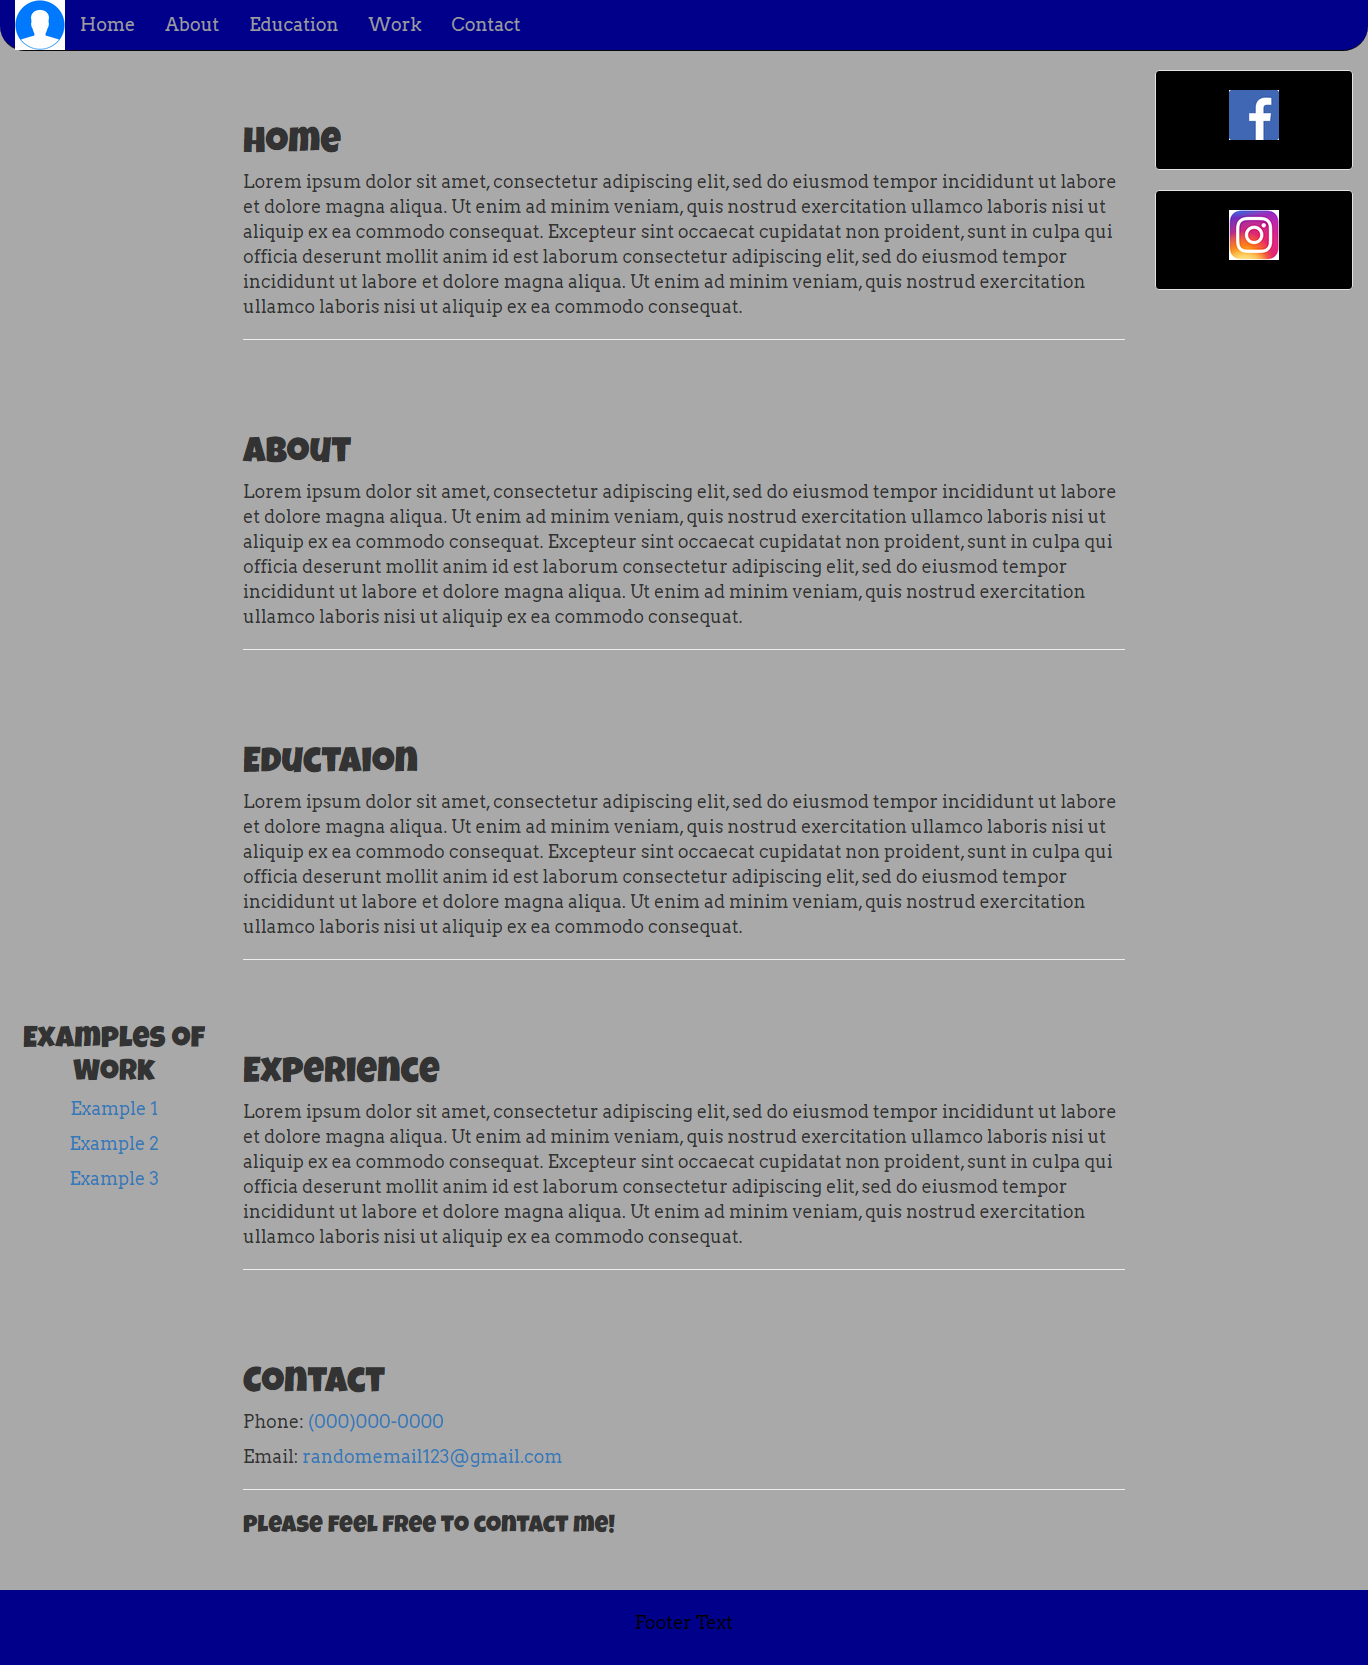 Home About Education Work Contact
Home
Lorem ipsum dolor sit amet, consectetur adipiscing elit, sed do eiusmod tempor incididunt ut labore
et dolore magna aliqua. Ut enim ad minim veniam, quis nostrud exercitation ullamco laboris nisi ut
aliquip ex ea commodo consequat. Excepteur sint occaecat cupidatat non proident, sunt in culpa qui
officia deserunt mollit anim id est laborum consectetur adipiscing elit, sed do eiusmod tempor
incididunt ut labore et dolore magna aliqua. Ut enim ad minim veniam, quis nostrud exercitation
ullamco laboris nisi ut aliquip ex ea commodo consequat.
About
Lorem ipsum dolor sit amet, consectetur adipiscing elit, sed do eiusmod tempor incididunt ut labore
et dolore magna aliqua. Ut enim ad minim veniam, quis nostrud exercitation ullamco laboris nisi ut
aliquip ex ea commodo consequat. Excepteur sint occaecat cupidatat non proident, sunt in culpa qui
officia deserunt mollit anim id est laborum consectetur adipiscing elit, sed do eiusmod tempor
incididunt ut labore et dolore magna aliqua. Ut enim ad minim veniam, quis nostrud exercitation
ullamco laboris nisi ut aliquip ex ea commodo consequat.
Eductaion
Lorem ipsum dolor sit amet, consectetur adipiscing elit, sed do eiusmod tempor incididunt ut labore
et dolore magna aliqua. Ut enim ad minim veniam, quis nostrud exercitation ullamco laboris nisi ut
aliquip ex ea commodo consequat. Excepteur sint occaecat cupidatat non proident, sunt in culpa qui
officia deserunt mollit anim id est laborum consectetur adipiscing elit, sed do eiusmod tempor
incididunt ut labore et dolore magna aliqua. Ut enim ad minim veniam, quis nostrud exercitation
ullamco laboris nisi ut aliquip ex ea commodo consequat.
Examples of
Work
Example 1
Example 2
Example 3
Experience
Lorem ipsum dolor sit amet, consectetur adipiscing elit, sed do eiusmod tempor incididunt ut labore
et dolore magna aliqua. Ut enim ad minim veniam, quis nostrud exercitation ullamco laboris nisi ut
aliquip ex ea commodo consequat. Excepteur sint occaecat cupidatat non proident, sunt in culpa qui
officia deserunt mollit anim id est laborum consectetur adipiscing elit, sed do eiusmod tempor
incididunt ut labore et dolore magna aliqua. Ut enim ad minim veniam, quis nostrud exercitation
ullamco laboris nisi ut aliquip ex ea commodo consequat.
Contact
Phone: (000)000-0000
Email: randomemail123@gmail.com
Please feel free to contact me!
Footer Text